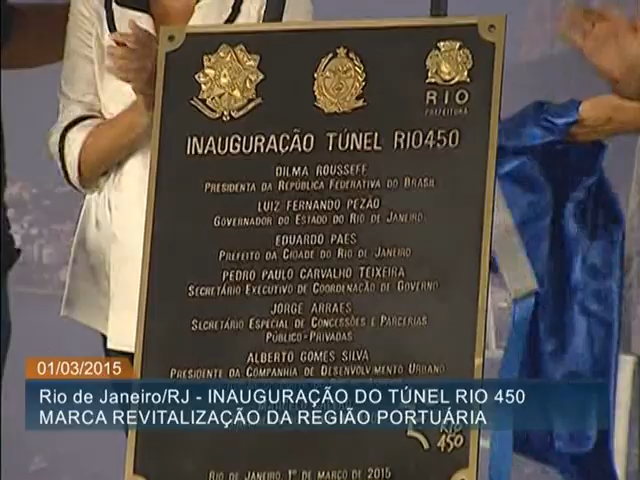 RIO
PREFEITURA
INAUGURAÇÃO TÚNEL RIO450
DILMA ROUSSEFF
PRESIDENTA DA REPÚBLICA FEDERATIVA DO BRASIL
LUIZ FERNANDO PEZÃO
GOVERNADOR DO ESTADO DO RIO DE JANEIRO
EDUARDO PAES
PREFEITO DA CIDADE DO RIO DE JANEIRO
PEDRO PAULO CARVALHO TEIXEIRA
SECRETÁRIO EXECUTIVO DE COORDENAÇÃO DE GOVERNO
JORGE ARRAES
SECRETÁRIO ESPECIAL DE CONCESSÕES E PARCERIAS
PÚBLICO-PRIVADAS
ALBERTO GOMES SILVA
PRESIDENTE DA COMPANHIA DE DESENVOLVIMENTO URBANO
01/03/2015
Rio de Janeiro/RJ - INAUGURAÇÃO DO TÚNEL RIO 450
MARCA REVITALIZAÇÃO DA REGIÃO PORTUÁRIA
RIO
450
RIO DE JANEIRO, 1º DE MARÇO DE 2015